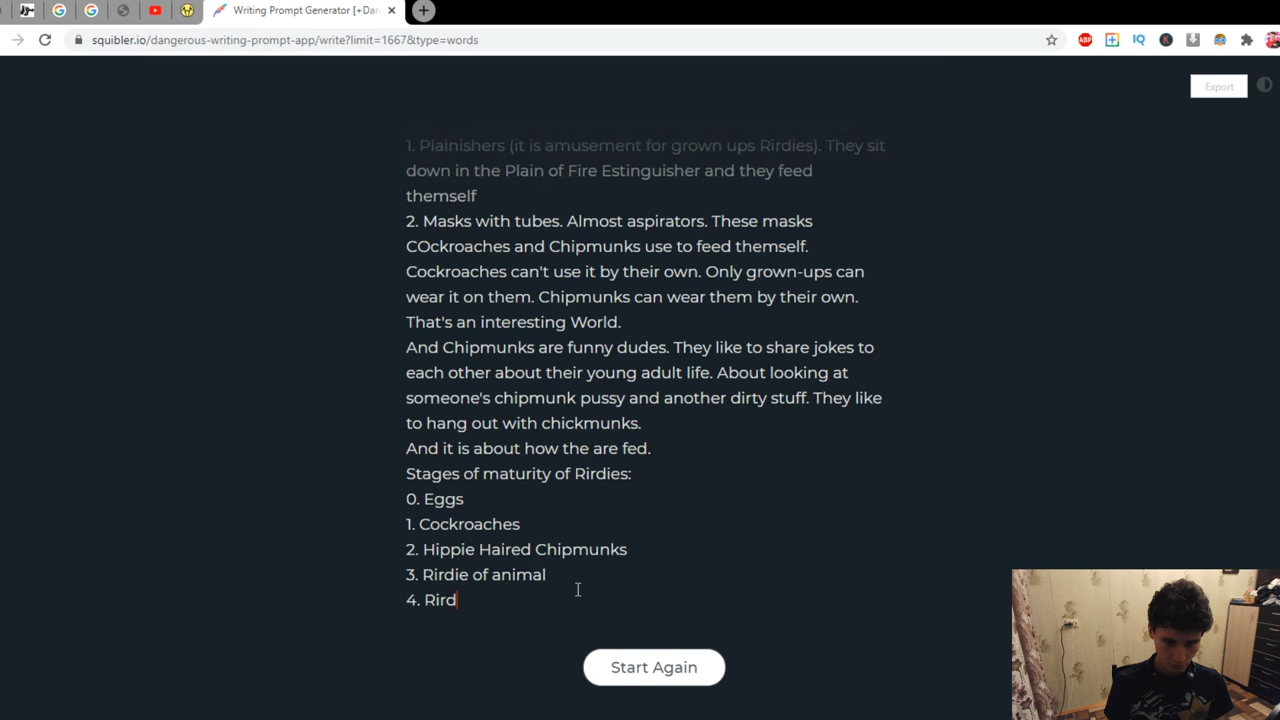 Writing Prompt Generator [+Dan
squibler.io/dangerous-writing-prompt-app/write?limit=1667&type=words
ABP
IQ
K
Export
1. Plainishers (it is amusement for grown ups Rirdies). They sit
down in the Plain of Fire Estinguisher and they feed
themself
2. Masks with tubes. Almost aspirators. These masks
COckroaches and Chipmunks use to feed themself.
Cockroaches can't use it by their own. Only grown-ups can
wear it on them. Chipmunks can wear them by their own.
That's an interesting World.
And Chipmunks are funny dudes. They like to share jokes to
each other about their young adult life. About looking at
someone's chipmunk pussy and another dirty stuff. They like
to hang out with chickmunks.
And it is about how the are fed.
Stages of maturity of Rirdies:
0. Eggs
1. Cockroaches
2. Hippie Haired Chipmunks
3. Rirdie of animal
4. Rird
Start Again